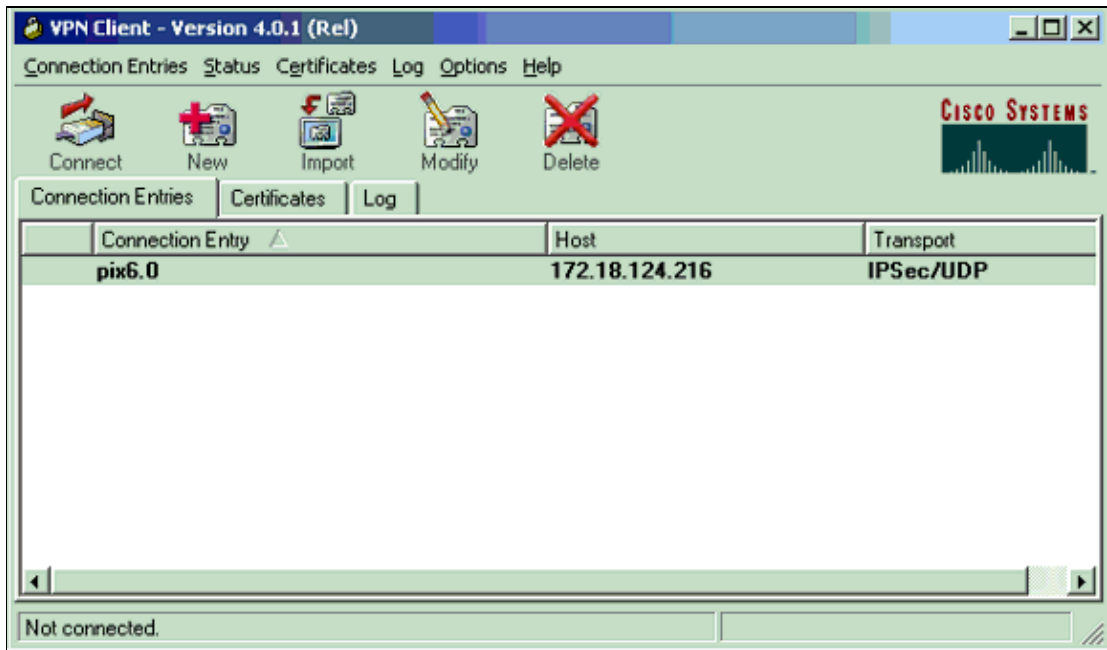 VPN Client - Version 4.0.1 (Rel)
Connection Entries Status Certificates Log Options Help
Connect New Import Modify Delete
CISCO SYSTEMS
Connection Entries Certificates Log
Connection Entry Host Transport
pix6.0 172.18.124.216 IPSec/UDP
Not connected.